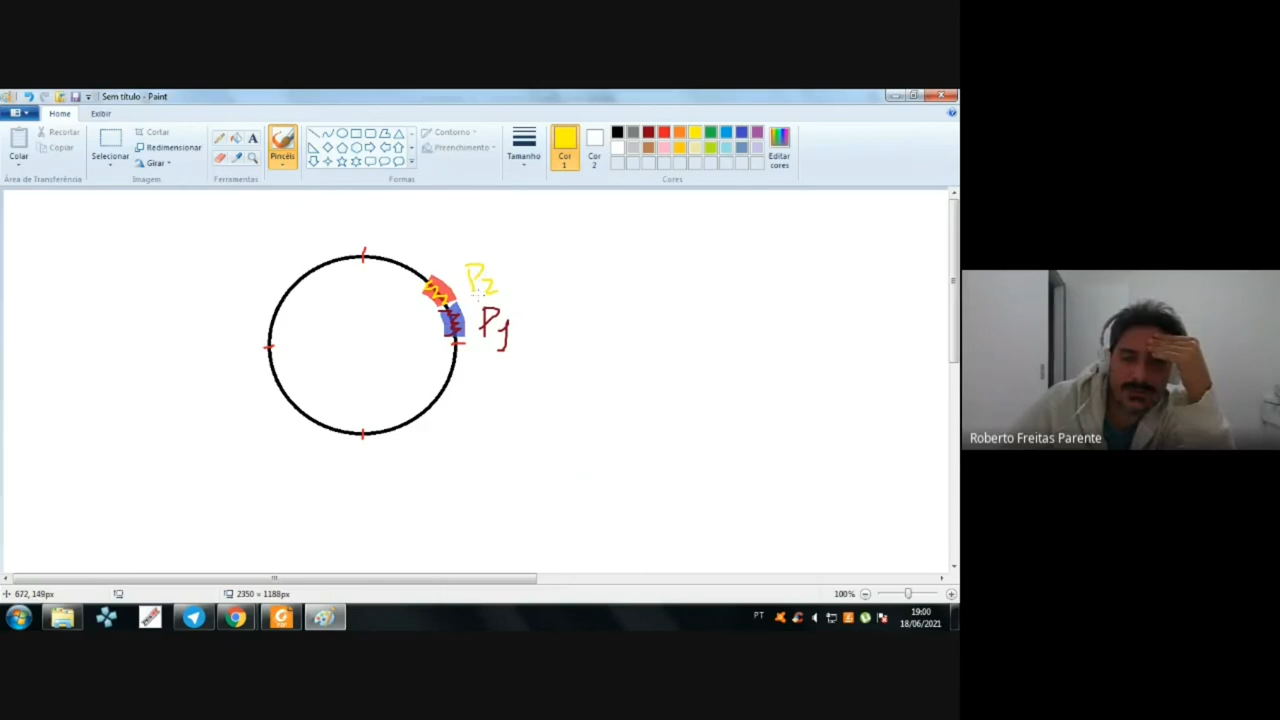 Sem título - Paint
Home
Exibir
Colar
Recortar
Copiar
Área de Transferência
Selecionar
Cortar
Redimensionar
Girar
Imagem
Ferramentas
Pincéis
Formas
Contorno
Preenchimento
Tamanho
Cor 1
Cor 2
Editar cores
Cores
P2
P1
Roberto Freitas Parente
672, 149px
2350 × 1188px
100%
PT
19:00
18/06/2021